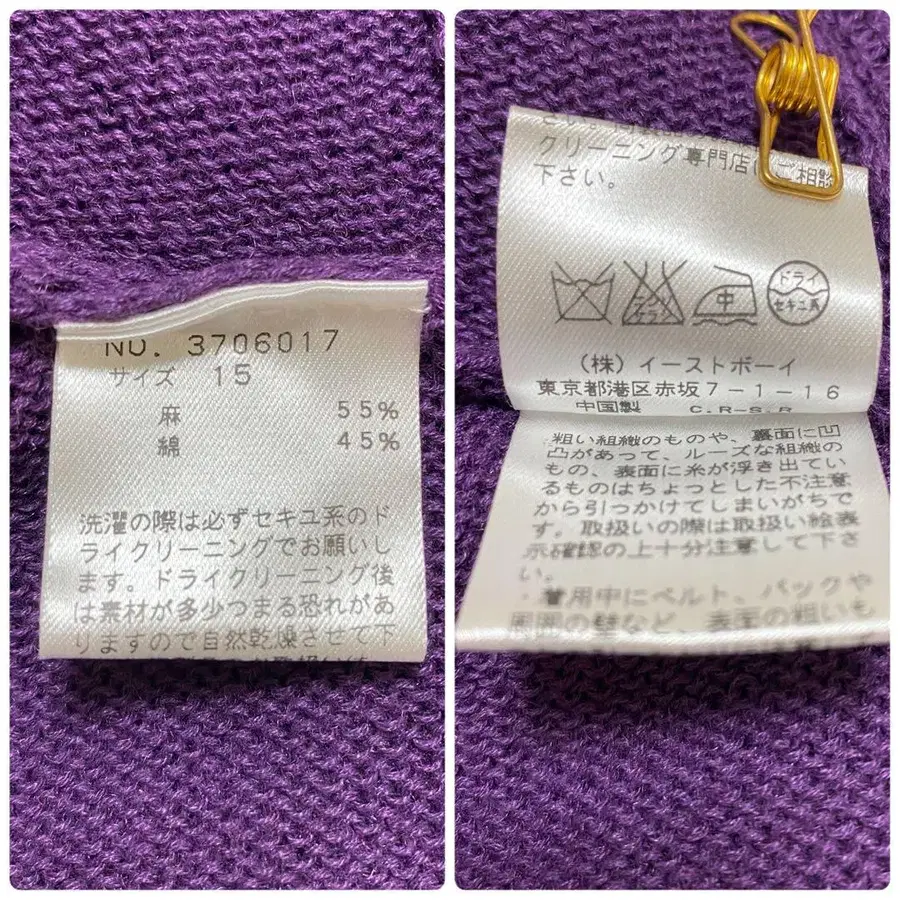 NO. 3706017
サイズ 15
麻 55%
綿 45%
洗濯の際は必ずセキユ系のド
ライクリーニングでお願いし
ます。ドライクリーニング後
は素材が多少つまる恐れがあ
りますので自然乾燥させて下
クリーニング専門店にご相談
下さい。
エンソ
サラシ
中
ドライ
セキユ系
(株)イーストボーイ
東京都港区赤坂7-1-16
中国製 C.R-S.R
粗い組織のものや、裏面に凹
凸があって、ルーズな組織の
もの、表面に糸が浮き出てい
るものはちょっとした不注意
から引っかけてしまいがちで
す。取扱いの際は取扱い絵表
示確認の上十分注意して下さ
い。
・着用中にベルト、バックや
周囲の壁など、表面の粗いも